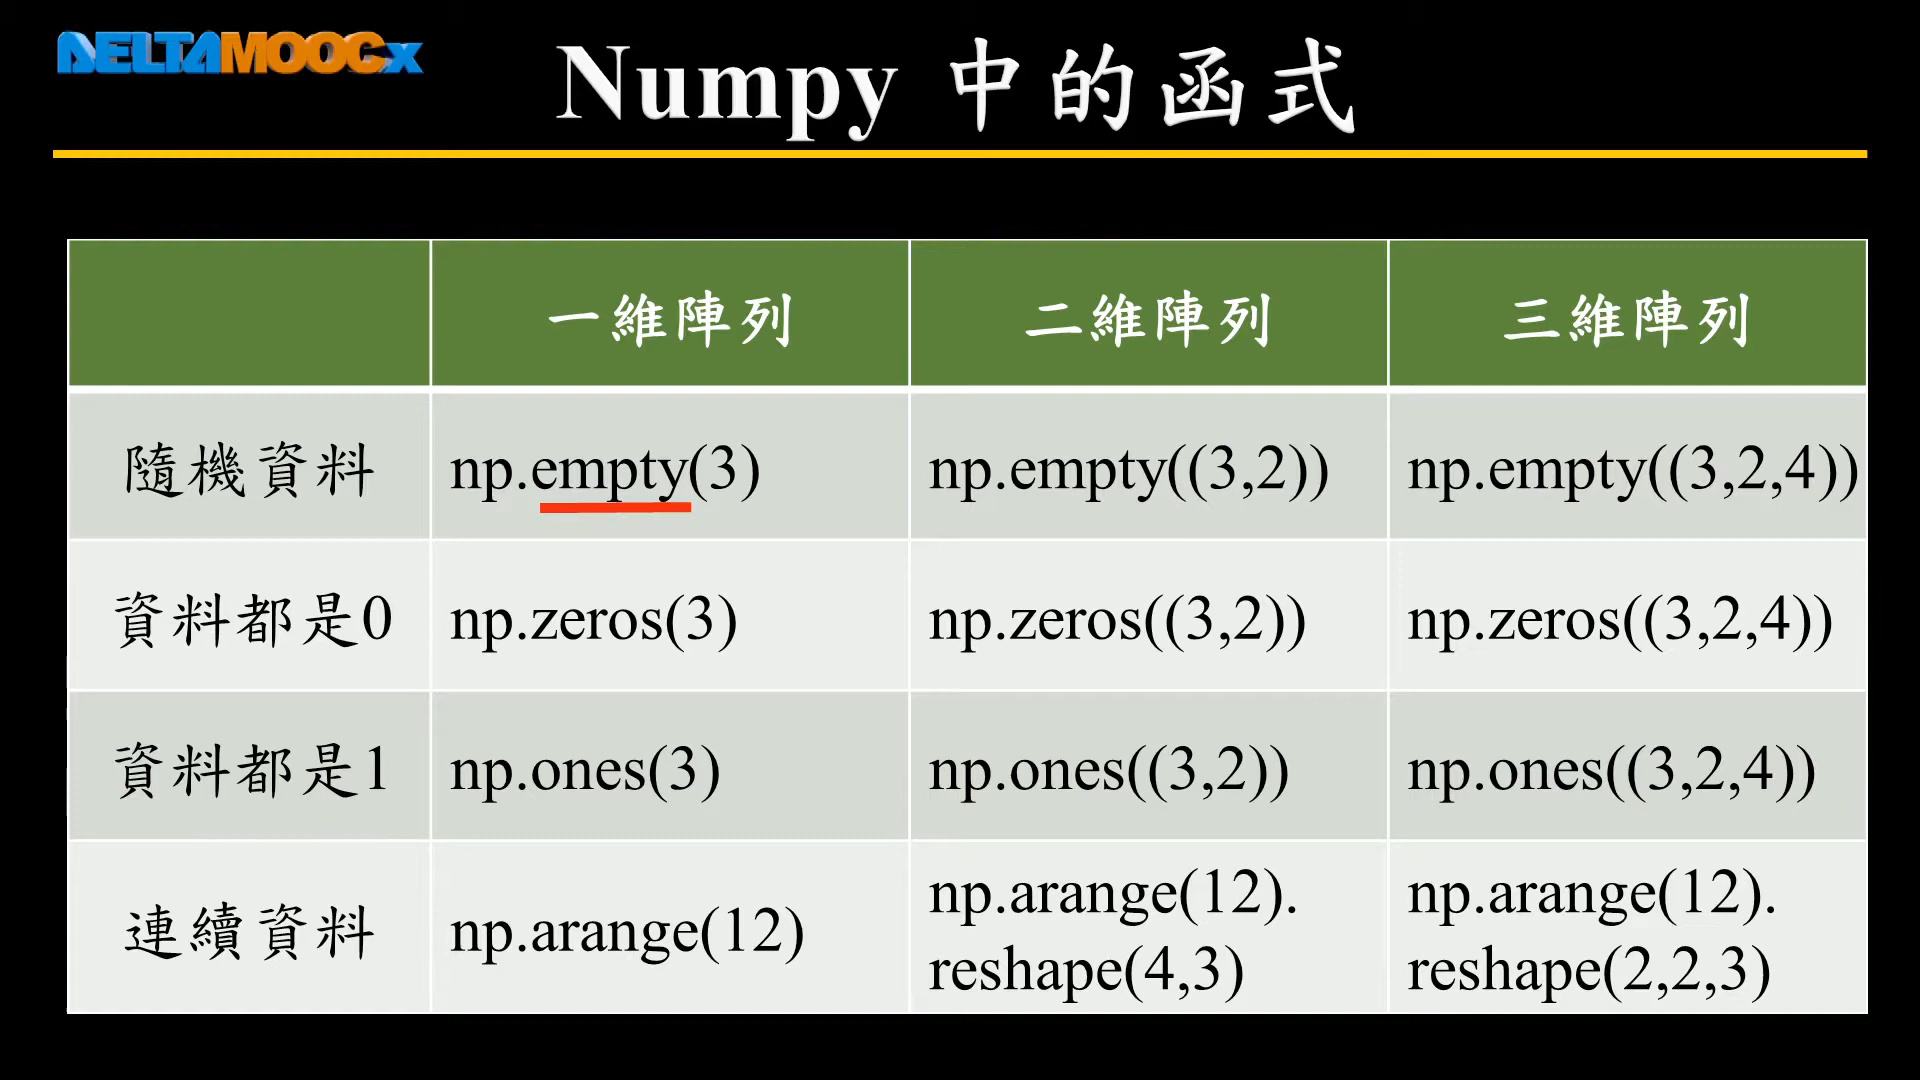 DELTAMOOCx
Numpy 中的函式
一維陣列
二維陣列
三維陣列
隨機資料
np.empty(3)
np.empty((3,2))
np.empty((3,2,4))
資料都是0
np.zeros(3)
np.zeros((3,2))
np.zeros((3,2,4))
資料都是1
np.ones(3)
np.ones((3,2))
np.ones((3,2,4))
連續資料
np.arange(12)
np.arange(12).
reshape(4,3)
np.arange(12).
reshape(2,2,3)